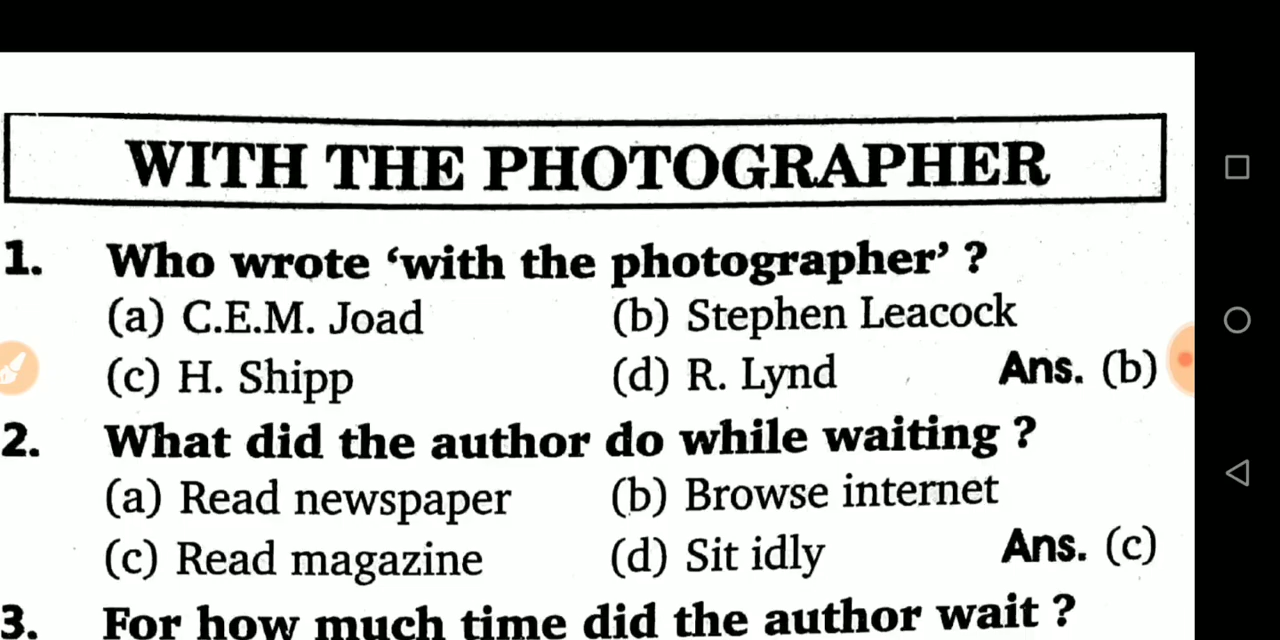 WITH THE PHOTOGRAPHER
1. Who wrote ‘with the photographer’ ?
(a) C.E.M. Joad (b) Stephen Leacock
(c) H. Shipp (d) R. Lynd Ans. (b)
2. What did the author do while waiting ?
(a) Read newspaper (b) Browse internet
(c) Read magazine (d) Sit idly Ans. (c)
3. For how much time did the author wait ?